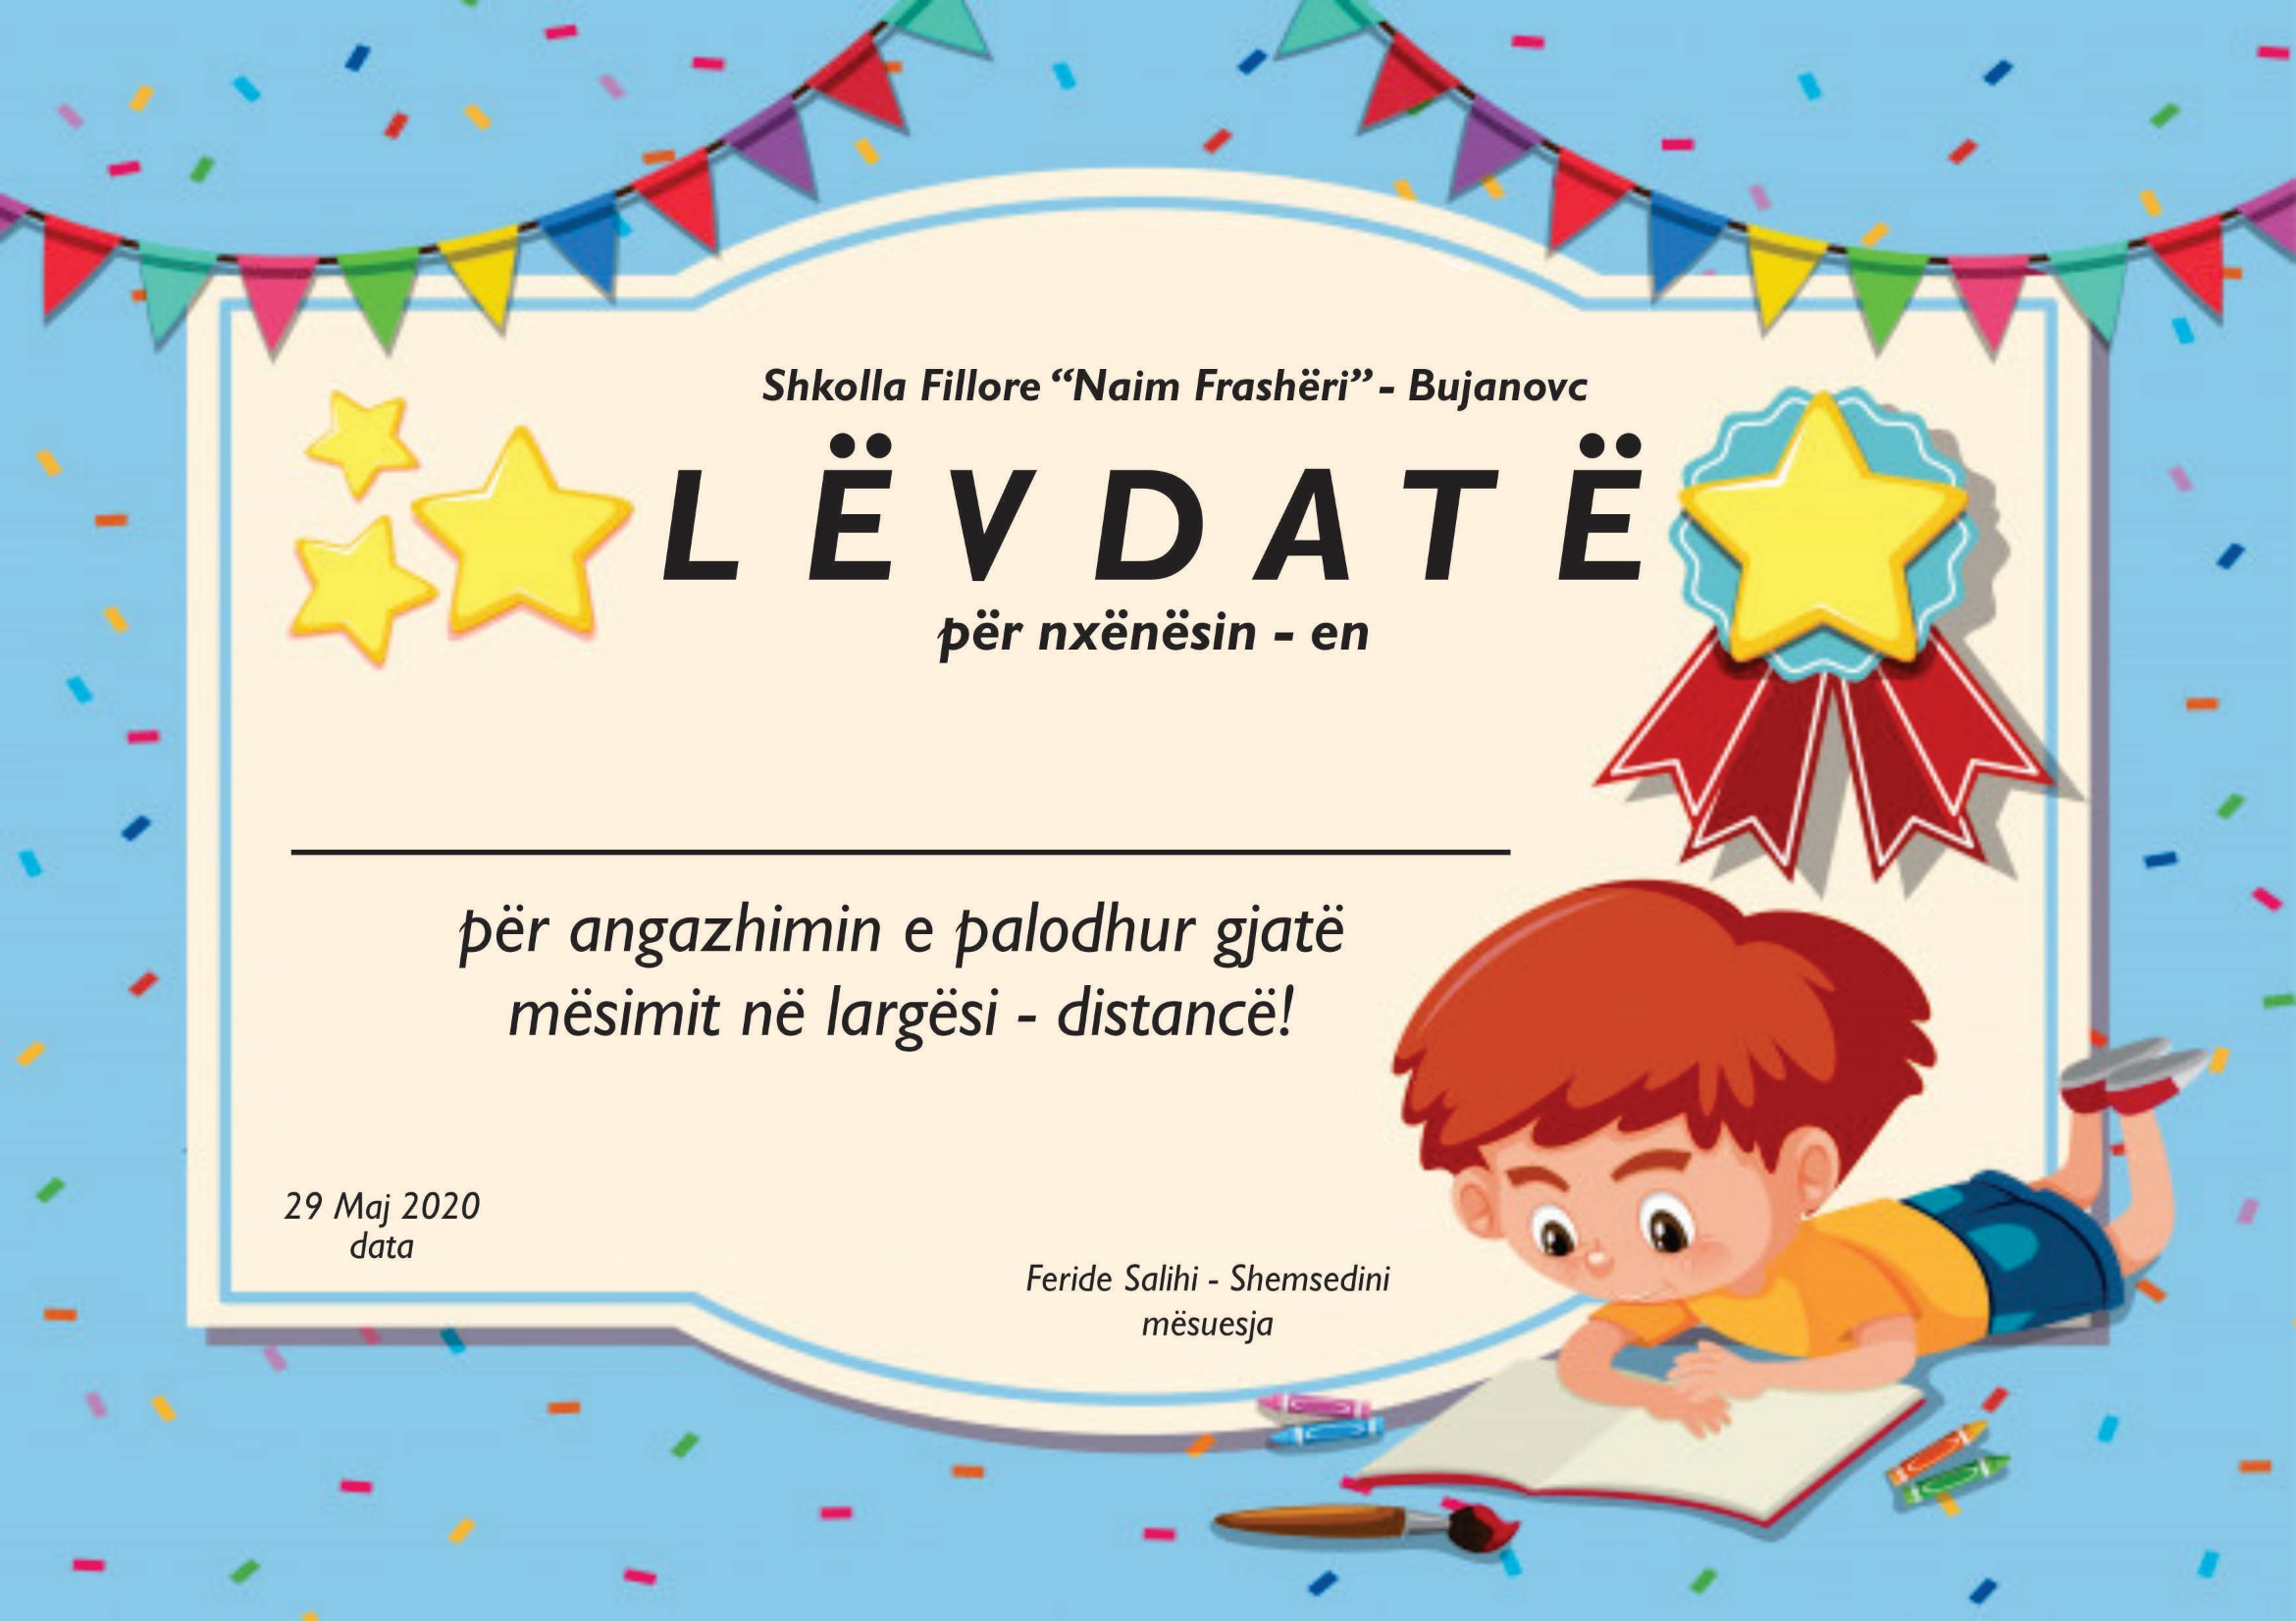 Shkolla Fillore “Naim Frashëri” - Bujanovc
LËVDATË
për nxënësin - en
për angazhimin e palodhur gjatë
mësimit në largësi - distancë!
29 Maj 2020
data
Feride Salihi - Shemsedini
mësuesja